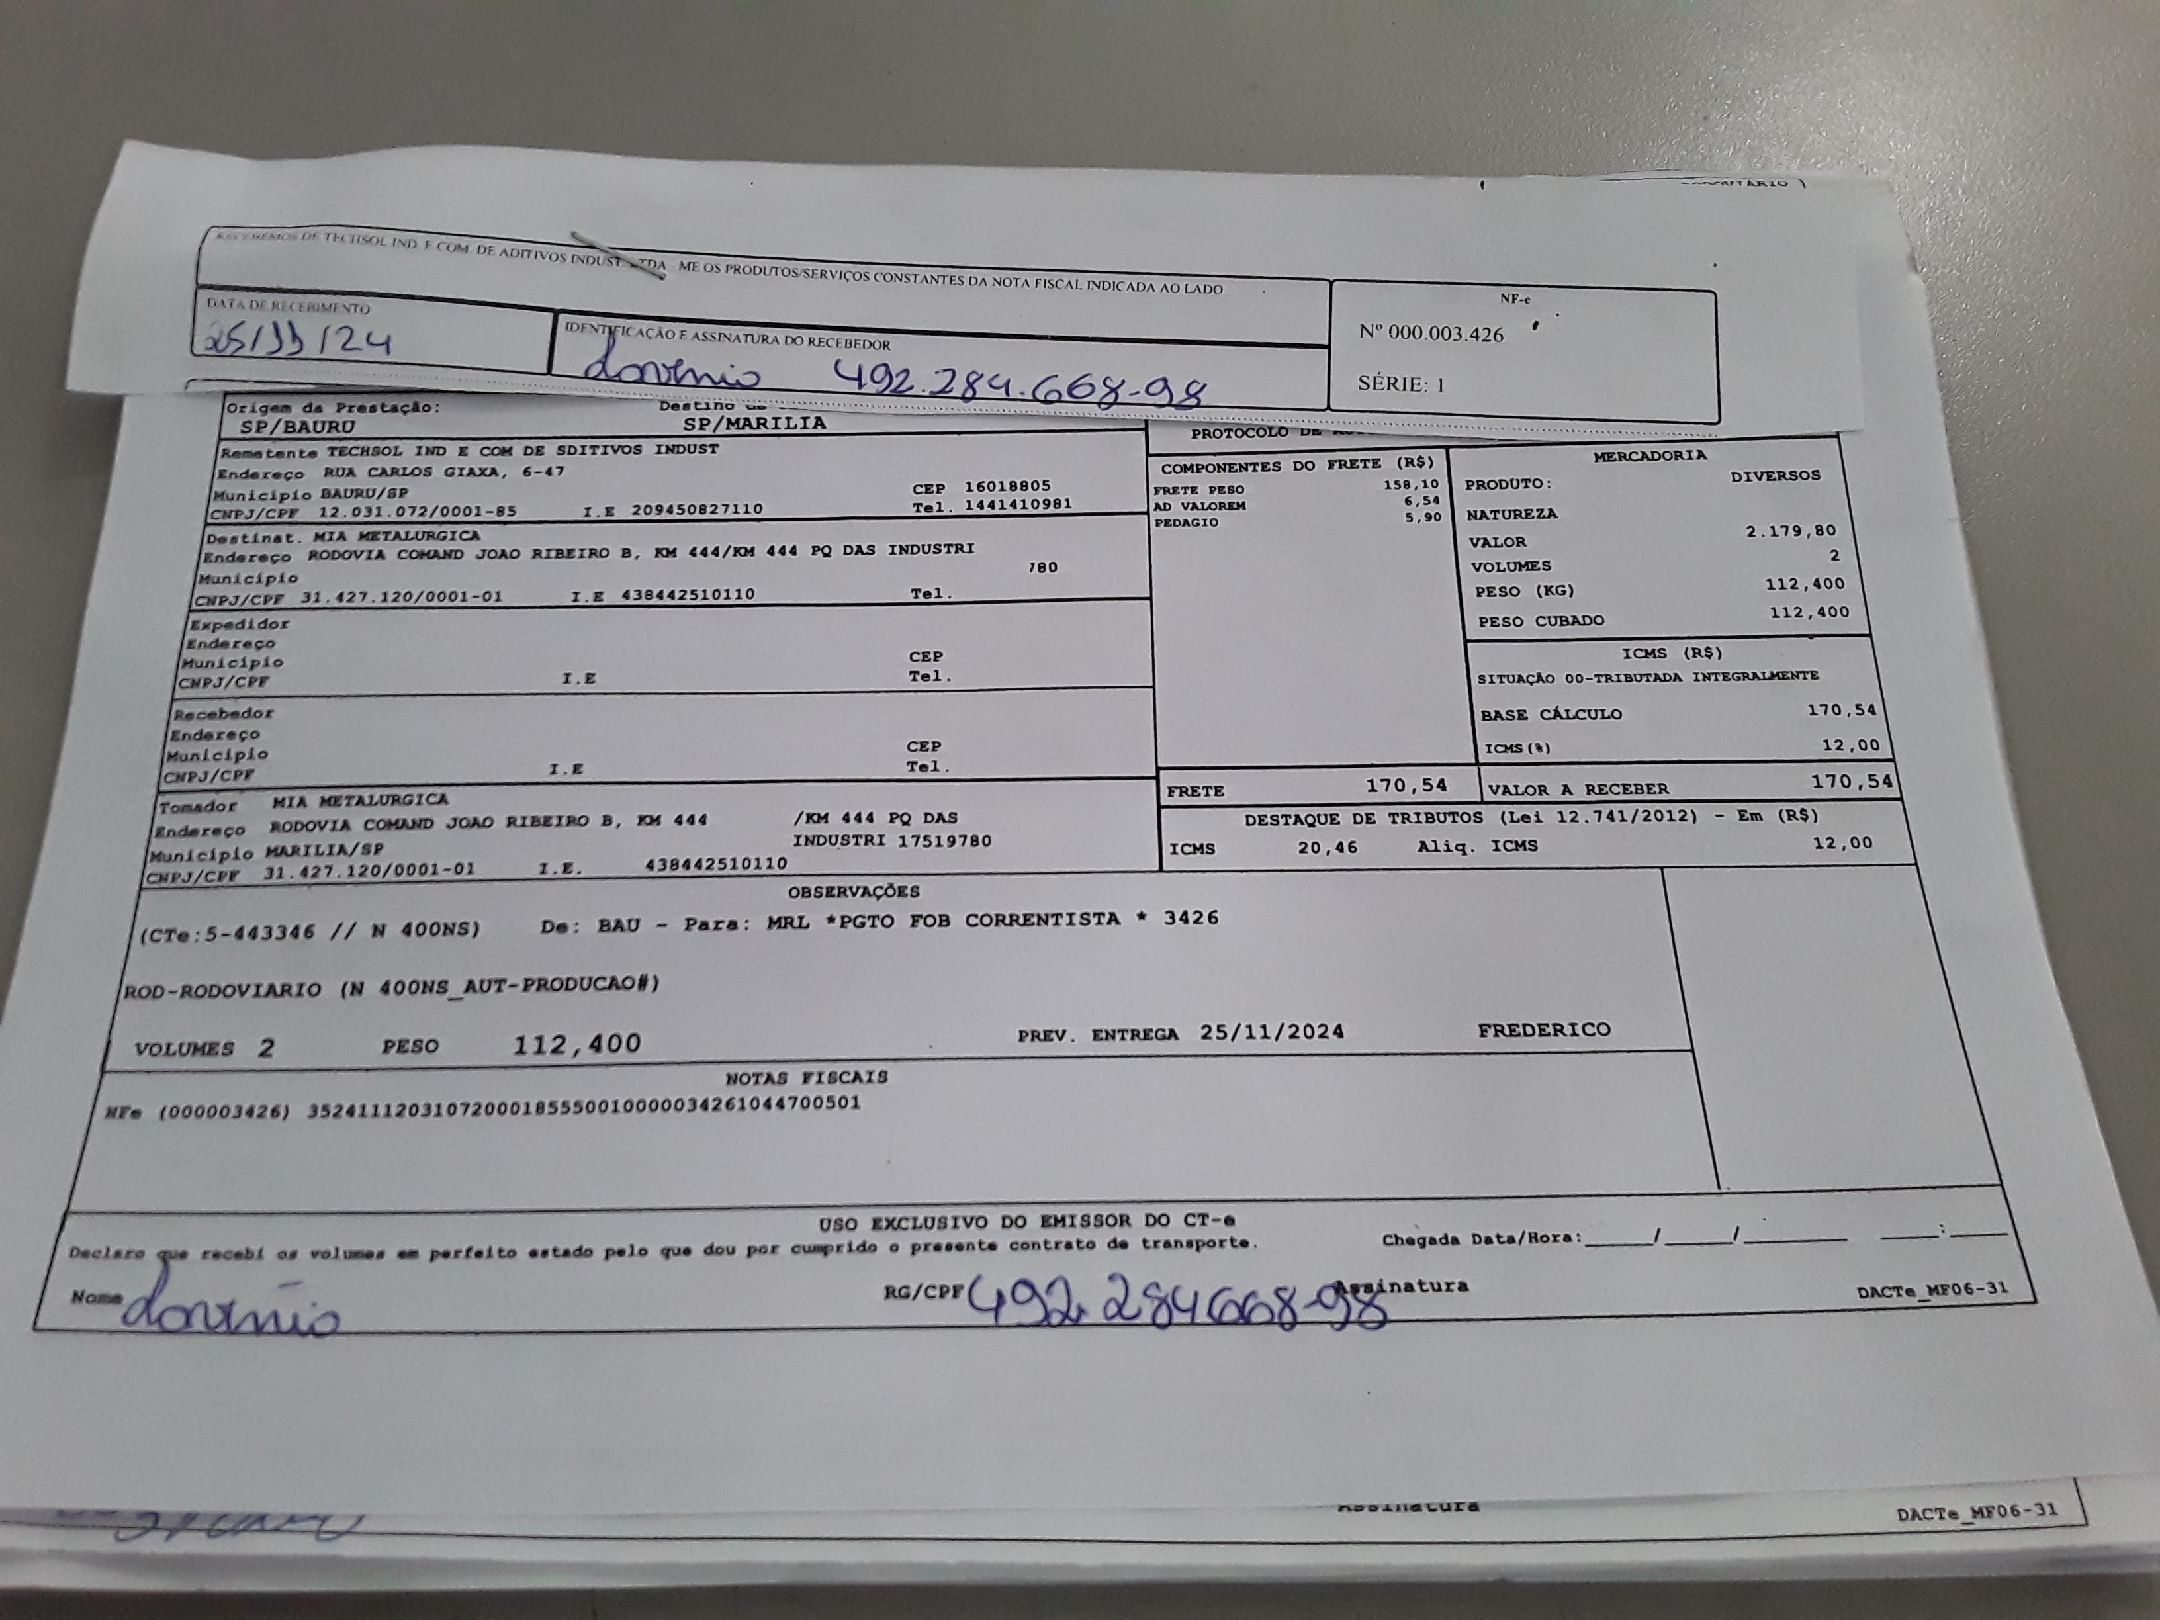 RECEBEMOS DE TECHSOL IND. E COM. DE ADITIVOS INDUST. LTDA - ME OS PRODUTOS/SERVIÇOS CONSTANTES DA NOTA FISCAL INDICADA AO LADO
DATA DE RECEBIMENTO
25/11/24
IDENTIFICAÇÃO E ASSINATURA DO RECEBEDOR
492.284.668-98
NF-e
Nº 000.003.426
SÉRIE: 1
Origem da Prestação:
SP/BAURU
Destino
SP/MARILIA
PROTOCOLO DE
Remetente TECHSOL IND E COM DE SDITIVOS INDUST
Endereço RUA CARLOS GIAXA, 6-47
Município BAURU/SP CEP 16018805
CNPJ/CPF 12.031.072/0001-85 I.E 209450827110 Tel. 1441410981
Destinat. MIA METALURGICA
Endereço RODOVIA COMAND JOAO RIBEIRO B, KM 444/KM 444 PQ DAS INDUSTRI
Município 780
CNPJ/CPF 31.427.120/0001-01 I.E 438442510110 Tel.
Expedidor
Endereço
Município CEP
CNPJ/CPF I.E Tel.
Recebedor
Endereço
Município CEP
CNPJ/CPF I.E Tel.
Tomador MIA METALURGICA
Endereço RODOVIA COMAND JOAO RIBEIRO B, KM 444 /KM 444 PQ DAS
INDUSTRI 17519780
Município MARILIA/SP
CNPJ/CPF 31.427.120/0001-01 I.E. 438442510110
COMPONENTES DO FRETE (R$)
FRETE PESO 158,10
AD VALOREM 6,54
PEDAGIO 5,90
MERCADORIA
PRODUTO: DIVERSOS
NATUREZA
VALOR 2.179,80
VOLUMES 2
PESO (KG) 112,400
PESO CUBADO 112,400
ICMS (R$)
SITUAÇÃO 00-TRIBUTADA INTEGRALMENTE
BASE CÁLCULO 170,54
ICMS(%) 12,00
FRETE 170,54 VALOR A RECEBER 170,54
DESTAQUE DE TRIBUTOS (Lei 12.741/2012) - Em (R$)
ICMS 20,46 Aliq. ICMS 12,00
OBSERVAÇÕES
(CTe:5-443346 // N 400NS) De: BAU - Para: MRL *PGTO FOB CORRENTISTA * 3426
ROD-RODOVIARIO (N 400NS_AUT-PRODUCAO#)
VOLUMES 2 PESO 112,400 PREV. ENTREGA 25/11/2024 FREDERICO
NOTAS FISCAIS
NFe (000003426) 35241112031072000185550010000034261044700501
USO EXCLUSIVO DO EMISSOR DO CT-e
Declaro que recebi os volumes em perfeito estado pelo que dou por cumprido o presente contrato de transporte. Chegada Data/Hora:_____/_____/_______ ____:____
Nome RG/CPF 492.284668-98 Assinatura DACTe_MF06-31
Assinatura DACTe_MF06-31